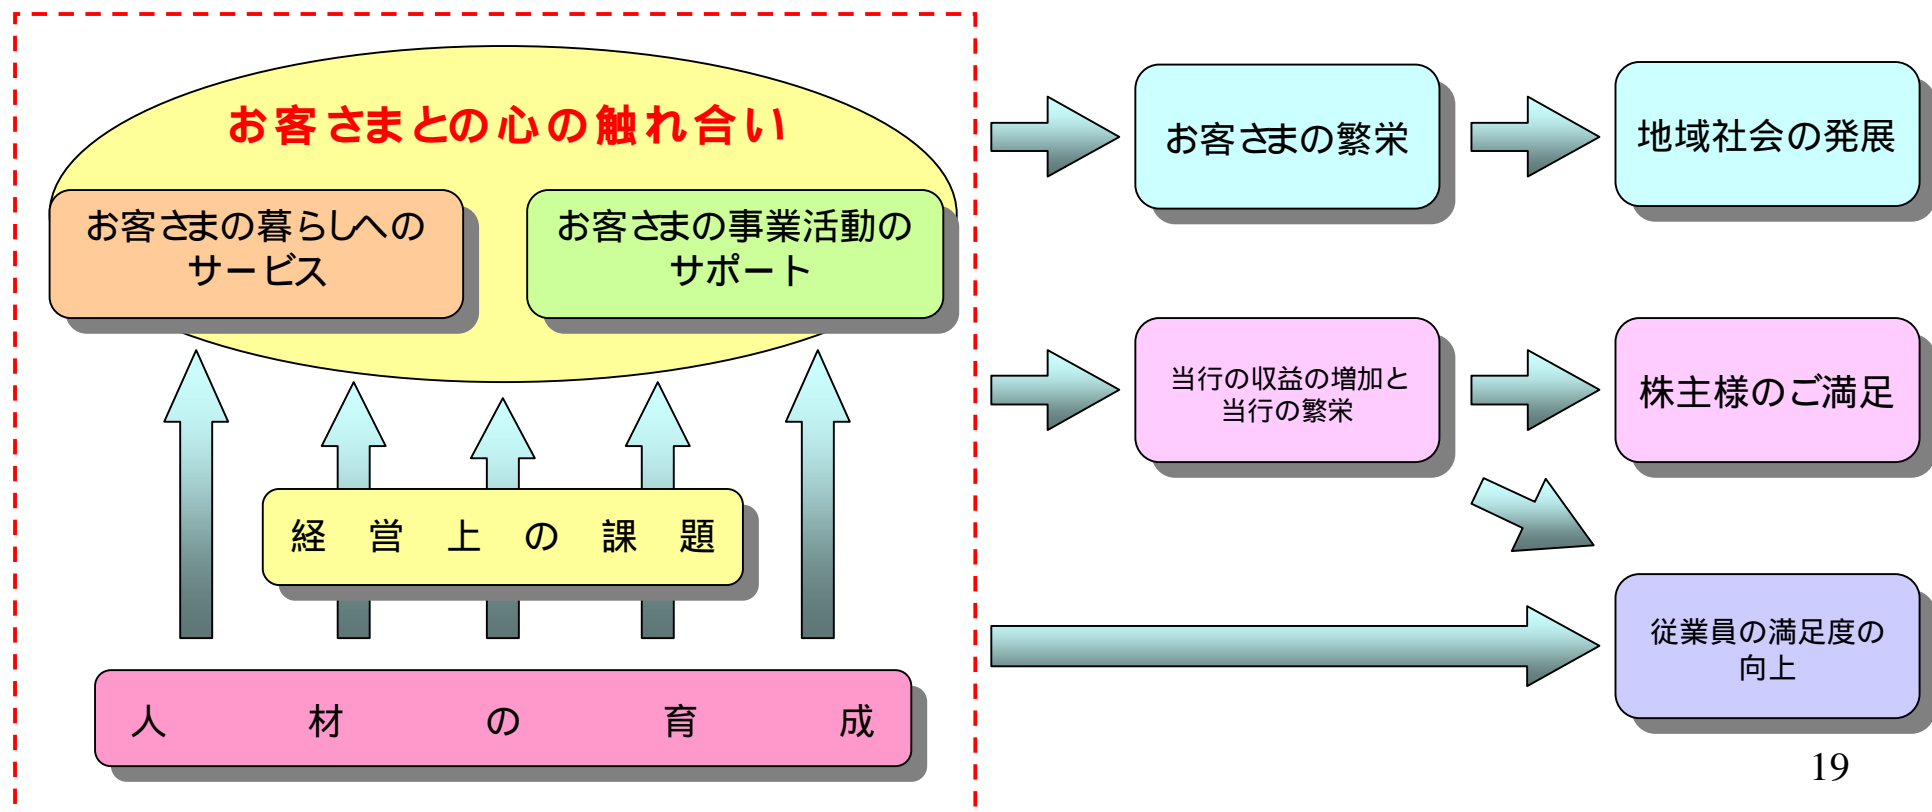 お客さまとの心の触れ合い
お客さまの暮らしへの
サービス
お客さまの事業活動の
サポート
経営上の課題
人材の育成
お客さまの繁栄
地域社会の発展
当行の収益の増加と
当行の繁栄
株主様のご満足
従業員の満足度の
向上
19